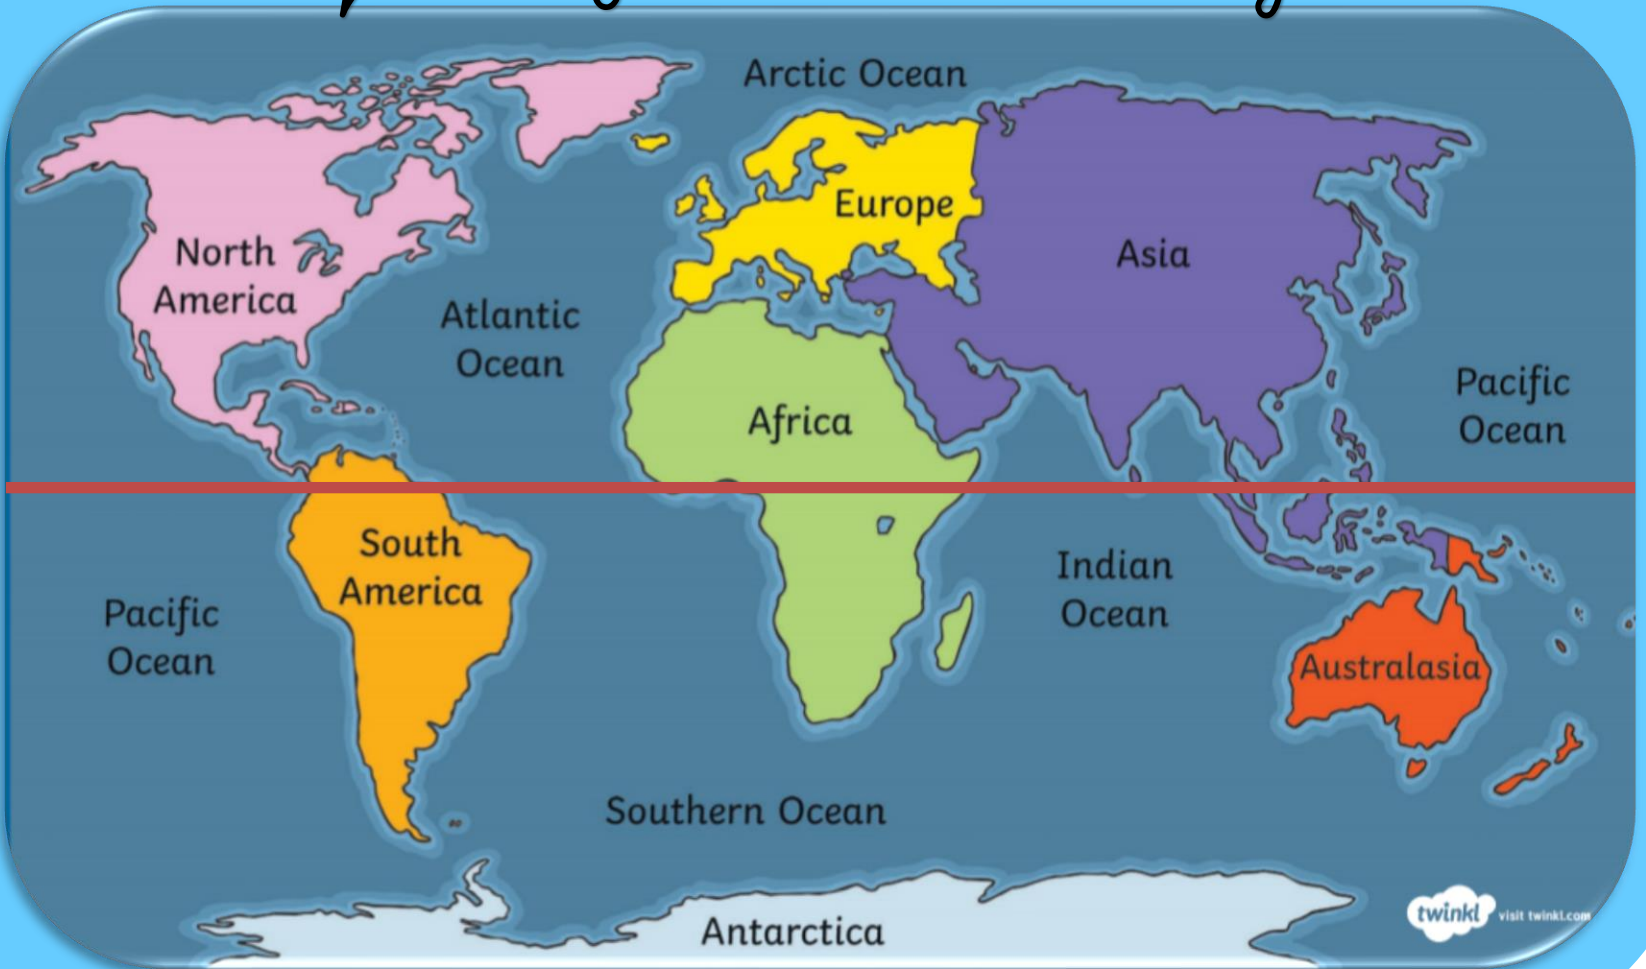 Arctic Ocean
North
America
Europe
Asia
Atlantic
Ocean
Africa
Pacific
Ocean
South
America
Indian
Ocean
Pacific
Ocean
Australasia
Southern Ocean
Antarctica
twinkl visit twinkl.com